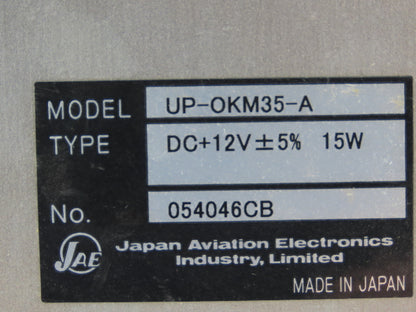 MODEL UP-OKM35-A
TYPE DC+12V±5% 15W
No. 054046CB
JAE Japan Aviation Electronics
Industry, Limited
MADE IN JAPAN